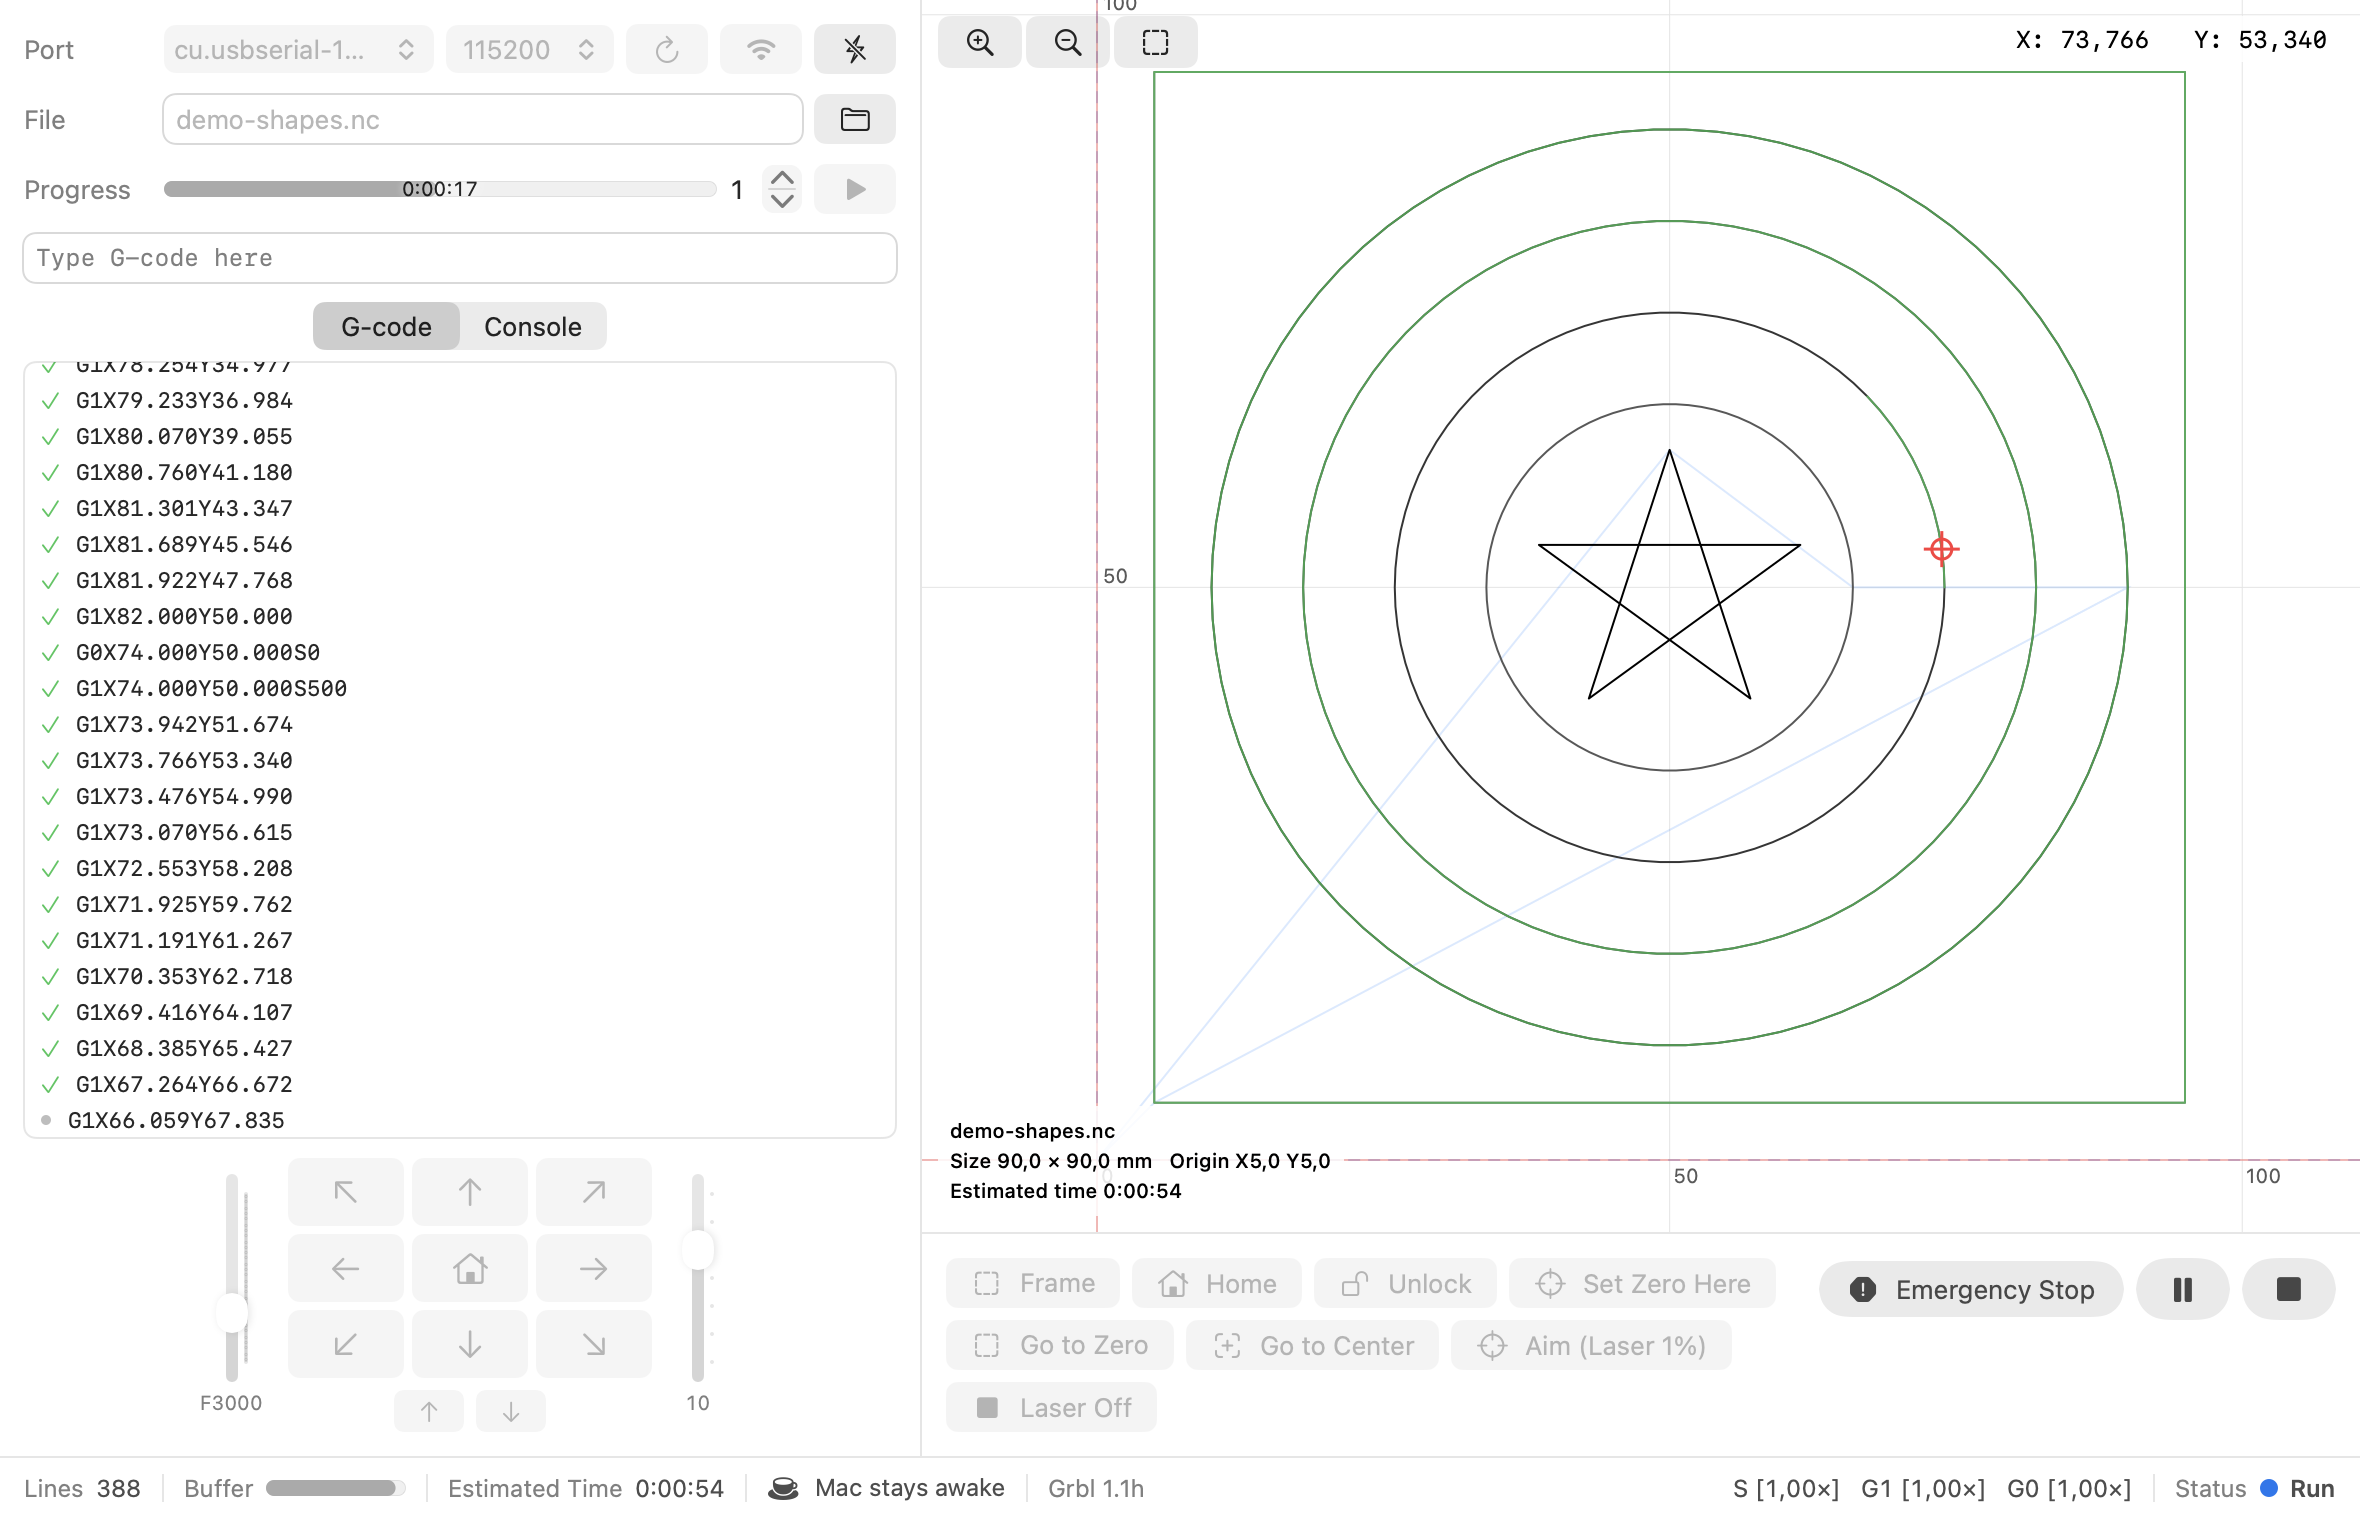 Port cu.usbserial-1... 115200
File demo-shapes.nc
Progress 0:00:17 1
Type G-code here
G-code Console
G1X78.254Y34.977
G1X79.233Y36.984
G1X80.070Y39.055
G1X80.760Y41.180
G1X81.301Y43.347
G1X81.689Y45.546
G1X81.922Y47.768
G1X82.000Y50.000
G0X74.000Y50.000S0
G1X74.000Y50.000S500
G1X73.942Y51.674
G1X73.766Y53.340
G1X73.476Y54.990
G1X73.070Y56.615
G1X72.553Y58.208
G1X71.925Y59.762
G1X71.191Y61.267
G1X70.353Y62.718
G1X69.416Y64.107
G1X68.385Y65.427
G1X67.264Y66.672
G1X66.059Y67.835
F3000 10
100
X: 73,766 Y: 53,340
50
demo-shapes.nc
Size 90,0 × 90,0 mm Origin X5,0 Y5,0
Estimated time 0:00:54
0 50 100
Frame Home Unlock Set Zero Here
Go to Zero Go to Center Aim (Laser 1%)
Laser Off
Emergency Stop
Lines 388 Buffer Estimated Time 0:00:54 Mac stays awake Grbl 1.1h S [1,00×] G1 [1,00×] G0 [1,00×] Status Run